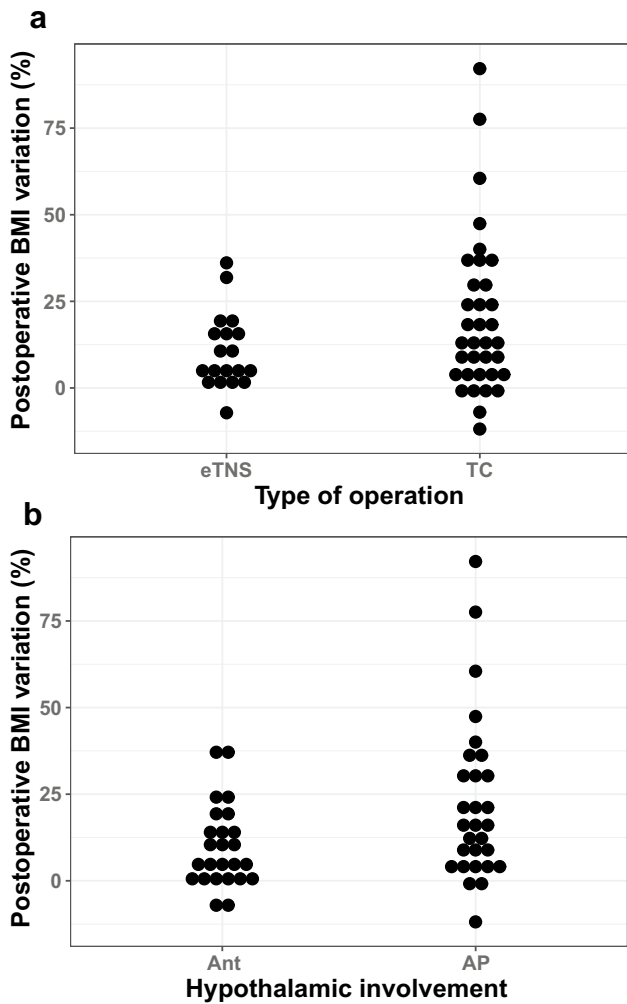 a
Postoperative BMI variation (%)
75
50
25
0
eTNS TC
Type of operation
b
Postoperative BMI variation (%)
75
50
25
0
Ant AP
Hypothalamic involvement